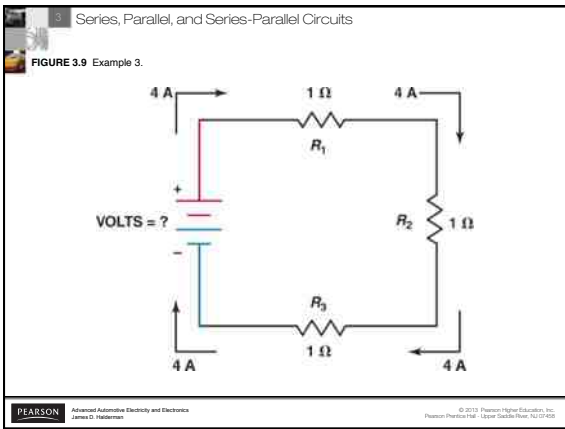 3 Series, Parallel, and Series-Parallel Circuits
FIGURE 3.9 Example 3.
4 A 1 Ω 4 A
R1
+
VOLTS = ? R2 1 Ω
−
R3
1 Ω
4 A 4 A
PEARSON Advanced Automotive Electricity and Electronics © 2013 Pearson Higher Education, Inc.
James D. Halderman Pearson Prentice Hall - Upper Saddle River, NJ 07458